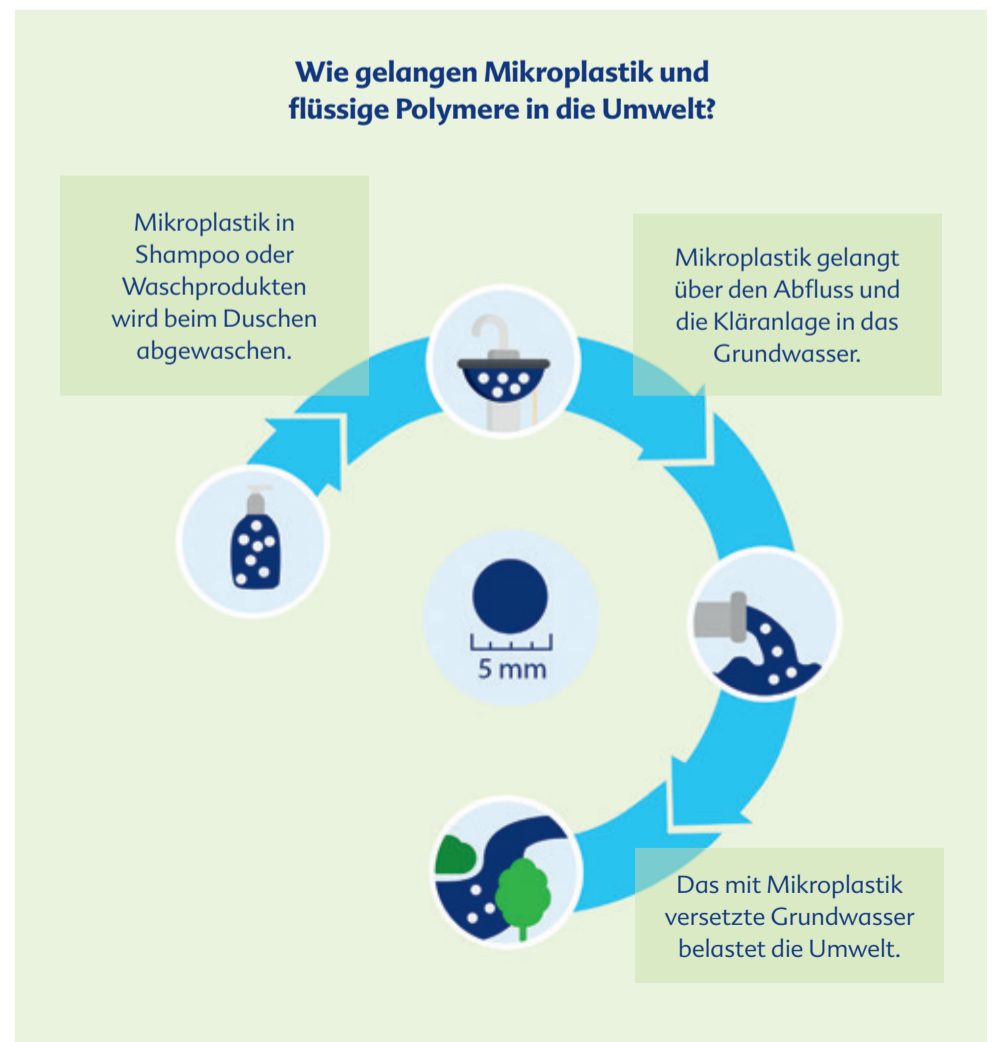 Wie gelangen Mikroplastik und
flüssige Polymere in die Umwelt?
Mikroplastik in
Shampoo oder
Waschprodukten
wird beim Duschen
abgewaschen.
Mikroplastik gelangt
über den Abfluss und
die Kläranlage in das
Grundwasser.
5 mm
Das mit Mikroplastik
versetzte Grundwasser
belastet die Umwelt.